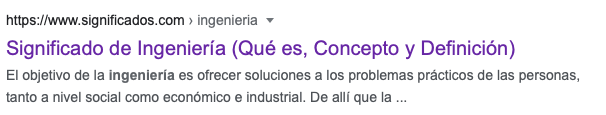 https://www.significados.com › ingenieria
Significado de Ingeniería (Qué es, Concepto y Definición)
El objetivo de la ingeniería es ofrecer soluciones a los problemas prácticos de las personas,
tanto a nivel social como económico e industrial. De allí que la ...